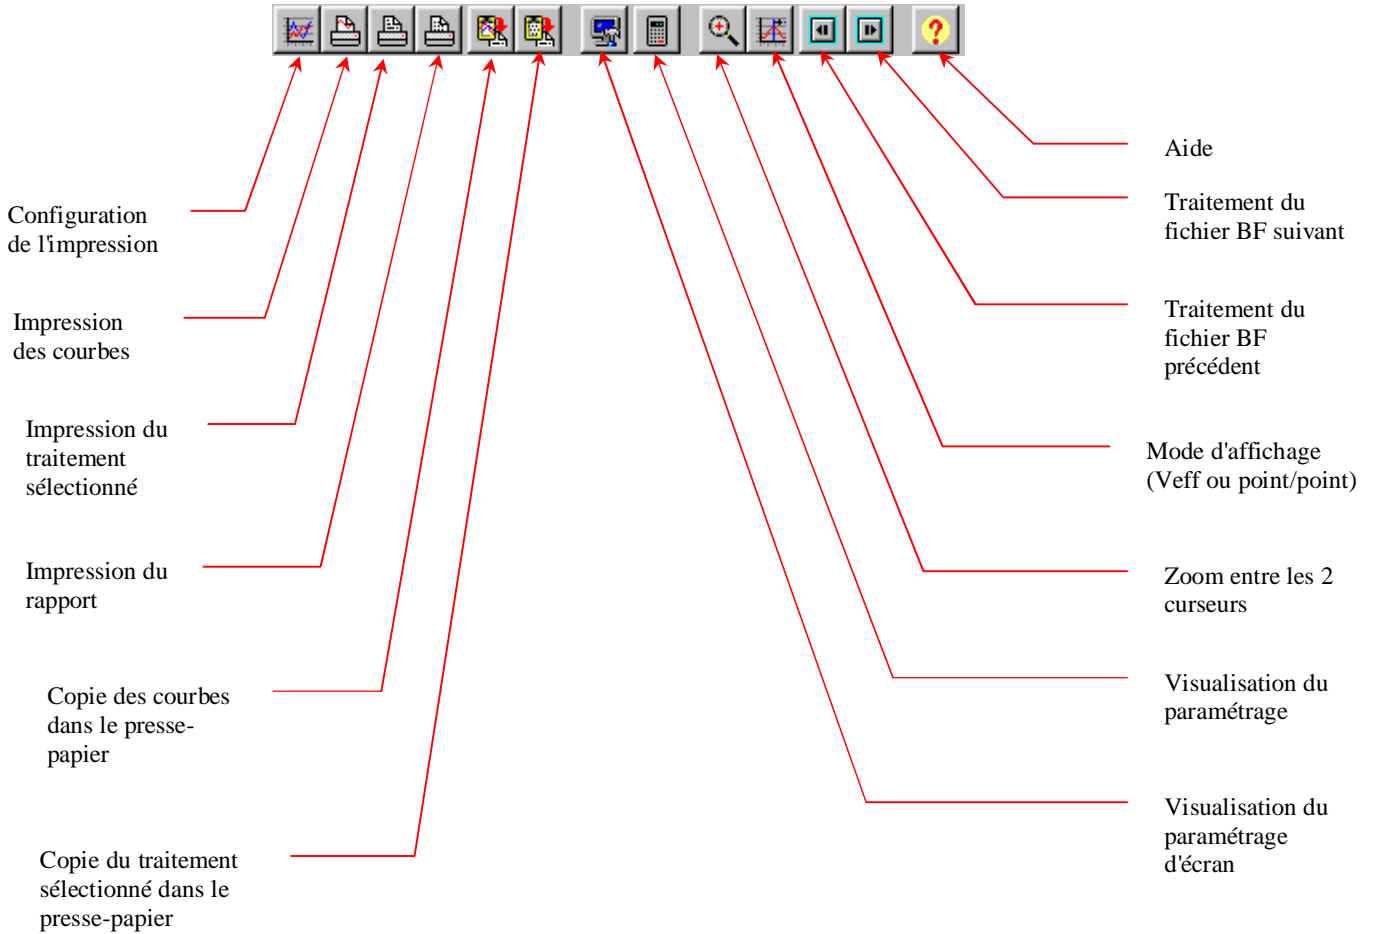 Configuration
de l'impression
Impression
des courbes
Impression du
traitement
sélectionné
Impression du
rapport
Copie des courbes
dans le presse-
papier
Copie du traitement
sélectionné dans le
presse-papier
Aide
Traitement du
fichier BF suivant
Traitement du
fichier BF
précédent
Mode d'affichage
(Veff ou point/point)
Zoom entre les 2
curseurs
Visualisation du
paramétrage
Visualisation du
paramétrage
d'écran